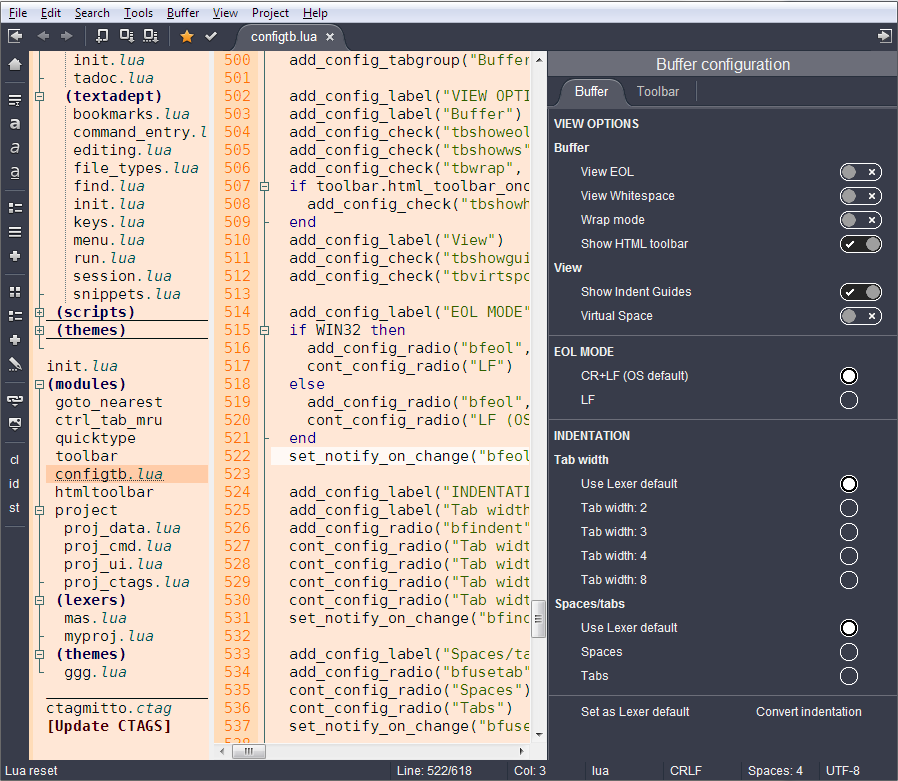 File Edit Search Tools Buffer View Project Help
configtb.lua
init.lua
tadoc.lua
(textadept)
bookmarks.lua
command_entry.l
editing.lua
file_types.lua
find.lua
init.lua
keys.lua
menu.lua
run.lua
session.lua
snippets.lua
(scripts)
(themes)
init.lua
(modules)
goto_nearest
ctrl_tab_mru
quicktype
toolbar
configtb.lua
htmltoolbar
project
proj_data.lua
proj_cmd.lua
proj_ui.lua
proj_ctags.lua
(lexers)
mas.lua
myproj.lua
(themes)
ggg.lua
ctagmitto.ctag
[Update CTAGS]
a
a
a
cl
id
st
500 add_config_tabgroup("Buffer
501
502 add_config_label("VIEW OPTI
503 add_config_label("Buffer")
504 add_config_check("tbshoweol
505 add_config_check("tbshowws"
506 add_config_check("tbwrap",
507 if toolbar.html_toolbar_onc
508 add_config_check("tbshowh
509 end
510 add_config_label("View")
511 add_config_check("tbshowgui
512 add_config_check("tbvirtspc
513
514 add_config_label("EOL MODE"
515 if WIN32 then
516 add_config_radio("bfeol",
517 cont_config_radio("LF")
518 else
519 add_config_radio("bfeol",
520 cont_config_radio("LF (OS
521 end
522 set_notify_on_change("bfeol
523
524 add_config_label("INDENTATI
525 add_config_label("Tab width
526 add_config_radio("bfindent"
527 cont_config_radio("Tab widt
528 cont_config_radio("Tab widt
529 cont_config_radio("Tab widt
530 cont_config_radio("Tab widt
531 set_notify_on_change("bfind
532
533 add_config_label("Spaces/ta
534 add_config_radio("bfusetab"
535 cont_config_radio("Spaces")
536 cont_config_radio("Tabs")
537 set_notify_on_change("bfuse
Buffer configuration
Buffer Toolbar
VIEW OPTIONS
Buffer
View EOL
View Whitespace
Wrap mode
Show HTML toolbar
View
Show Indent Guides
Virtual Space
EOL MODE
CR+LF (OS default)
LF
INDENTATION
Tab width
Use Lexer default
Tab width: 2
Tab width: 3
Tab width: 4
Tab width: 8
Spaces/tabs
Use Lexer default
Spaces
Tabs
Set as Lexer default Convert indentation
Lua reset Line: 522/618 Col: 3 lua CRLF Spaces: 4 UTF-8